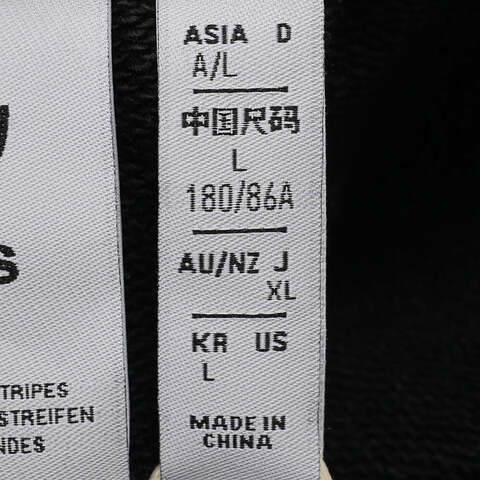 ASIA D
A/L
中国尺码
L
180/86A
AU/NZ J
XL
KR US
L
MADE IN
CHINA
S
TRIPES
STREIFEN
NDES